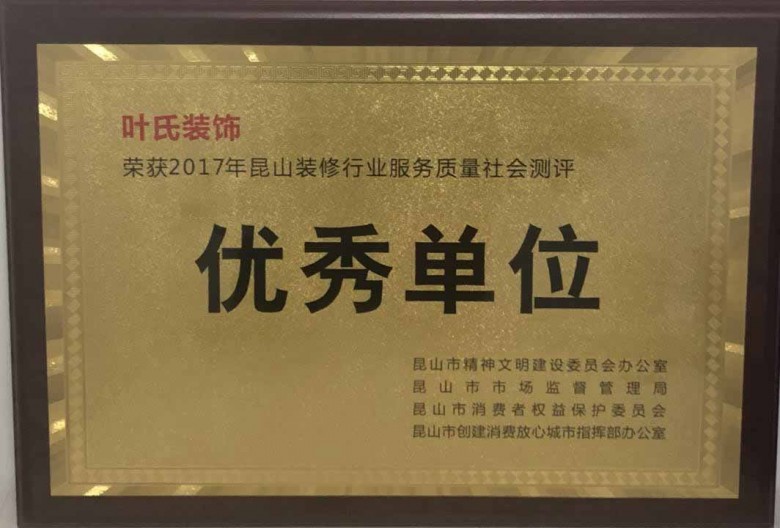 叶氏装饰
荣获2017年昆山装修行业服务质量社会测评
优秀单位
昆山市精神文明建设委员会办公室
昆山市市场监督管理局
昆山市消费者权益保护委员会
昆山市创建消费放心城市指挥部办公室